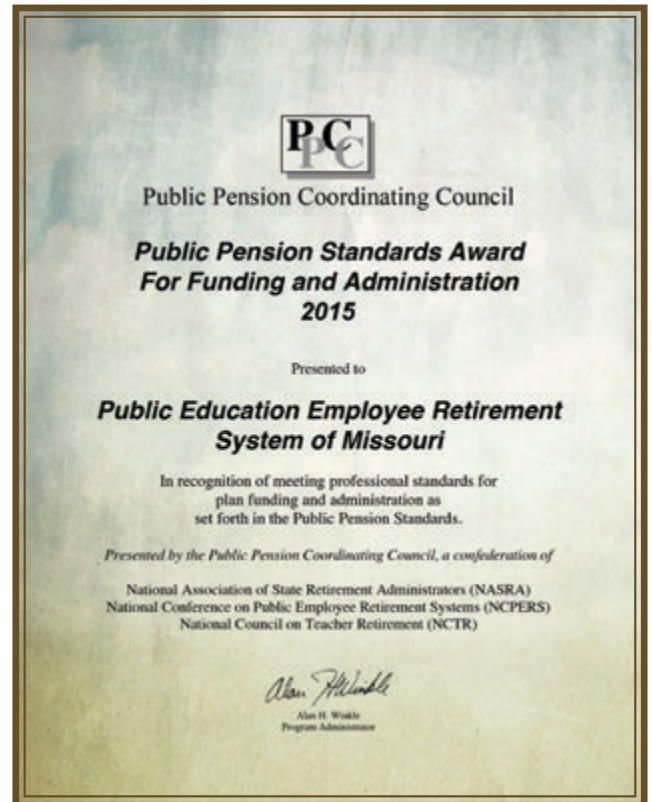 PPCC
Public Pension Coordinating Council
Public Pension Standards Award
For Funding and Administration
2015
Presented to
Public Education Employee Retirement
System of Missouri
In recognition of meeting professional standards for
plan funding and administration as
set forth in the Public Pension Standards.
Presented by the Public Pension Coordinating Council, a confederation of
National Association of State Retirement Administrators (NASRA)
National Conference on Public Employee Retirement Systems (NCPERS)
National Council on Teacher Retirement (NCTR)
Alan H Winkle
Alan H. Winkle
Program Administrator